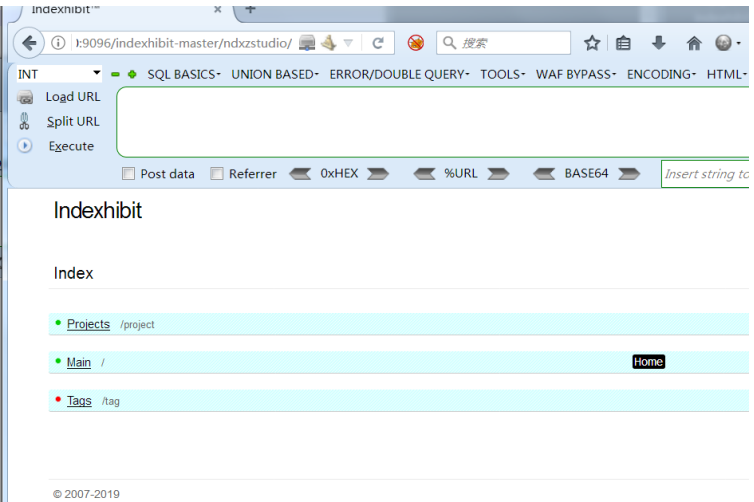 Indexhibit™ × +
):9096/indexhibit-master/ndxzstudio/ 搜索
INT SQL BASICS- UNION BASED- ERROR/DOUBLE QUERY- TOOLS- WAF BYPASS- ENCODING- HTML-
Load URL
Split URL
Execute
Post data Referrer 0xHEX %URL BASE64 Insert string to
Indexhibit
Index
Projects /project
Main / Home
Tags /tag
© 2007-2019